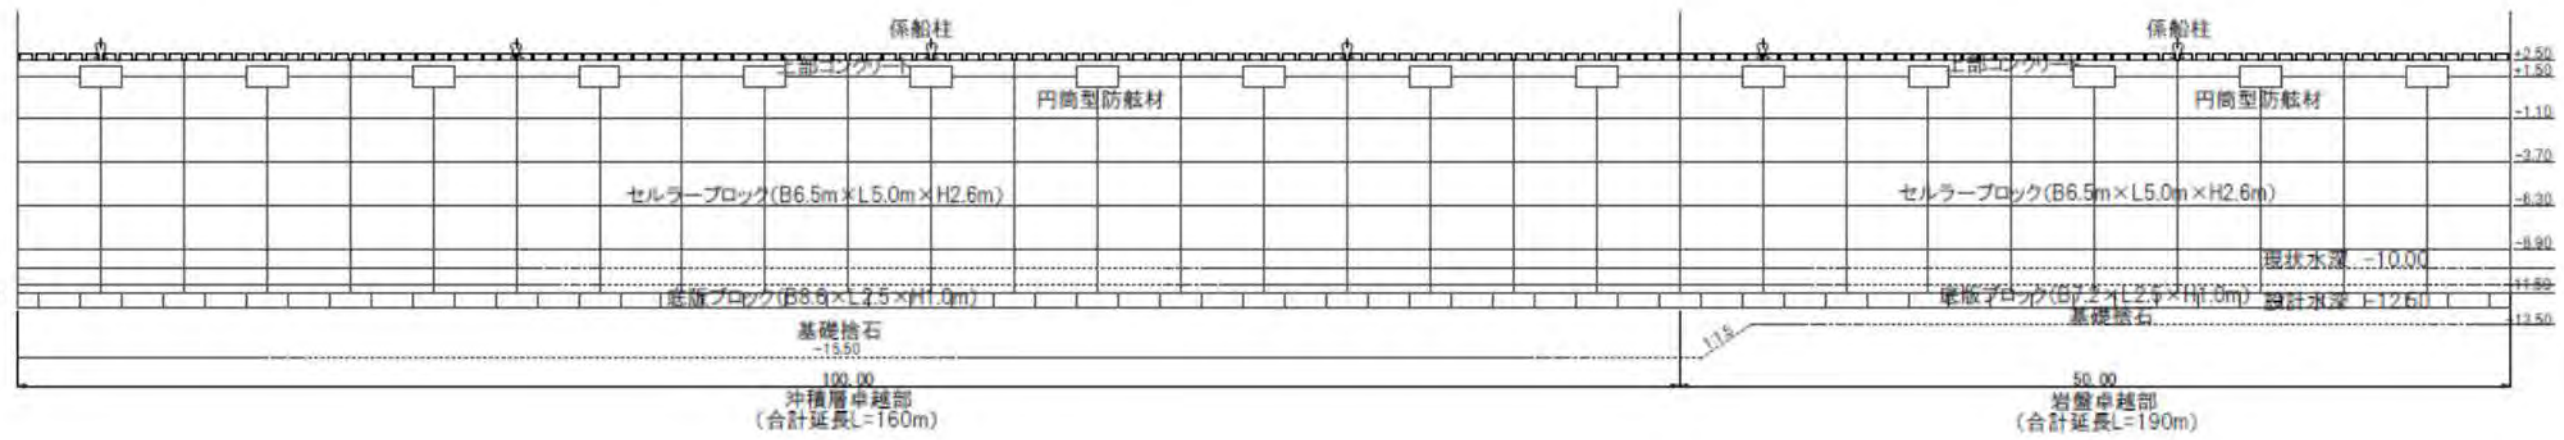 係船柱
係船柱
+2.50
上部コンクリート
上部コンクリート
+1.50
円筒型防舷材
円筒型防舷材
-1.10
-3.70
セルラーブロック(B6.5m×L5.0m×H2.6m)
セルラーブロック(B6.5m×L5.0m×H2.6m)
-6.30
-8.90
現状水深 -10.00
-11.50
底版ブロック(B8.6×L2.5×H1.0m)
底版ブロック(B7.2×L2.5×H1.0m)
設計水深 -12.50
基礎捨石
基礎捨石
-13.50
1:1.5
-15.50
100.00
50.00
沖積層卓越部
岩盤卓越部
(合計延長L=160m)
(合計延長L=190m)